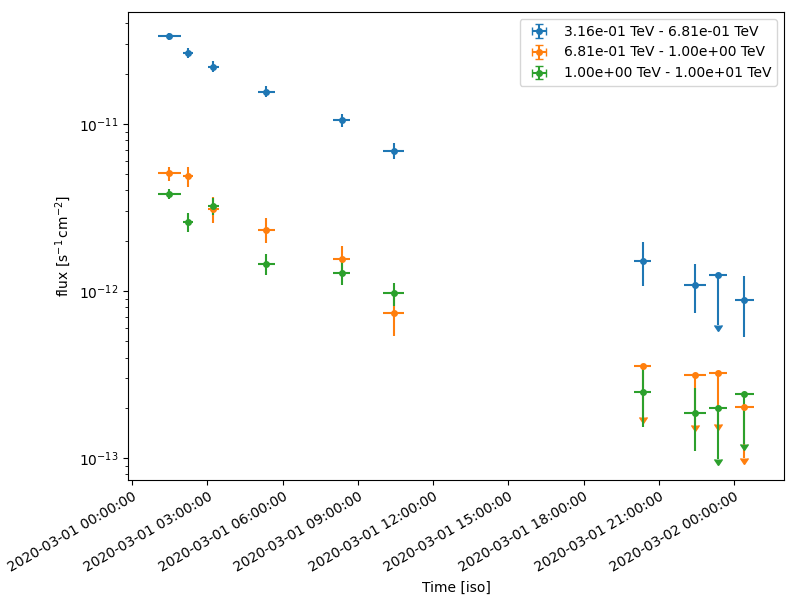 3.16e-01 TeV - 6.81e-01 TeV
6.81e-01 TeV - 1.00e+00 TeV
1.00e+00 TeV - 1.00e+01 TeV
flux [s⁻¹ cm⁻²]
10⁻¹¹
10⁻¹²
10⁻¹³
2020-03-01 00:00:00
2020-03-01 03:00:00
2020-03-01 06:00:00
2020-03-01 09:00:00
2020-03-01 12:00:00
2020-03-01 15:00:00
2020-03-01 18:00:00
2020-03-01 21:00:00
2020-03-02 00:00:00
Time [iso]